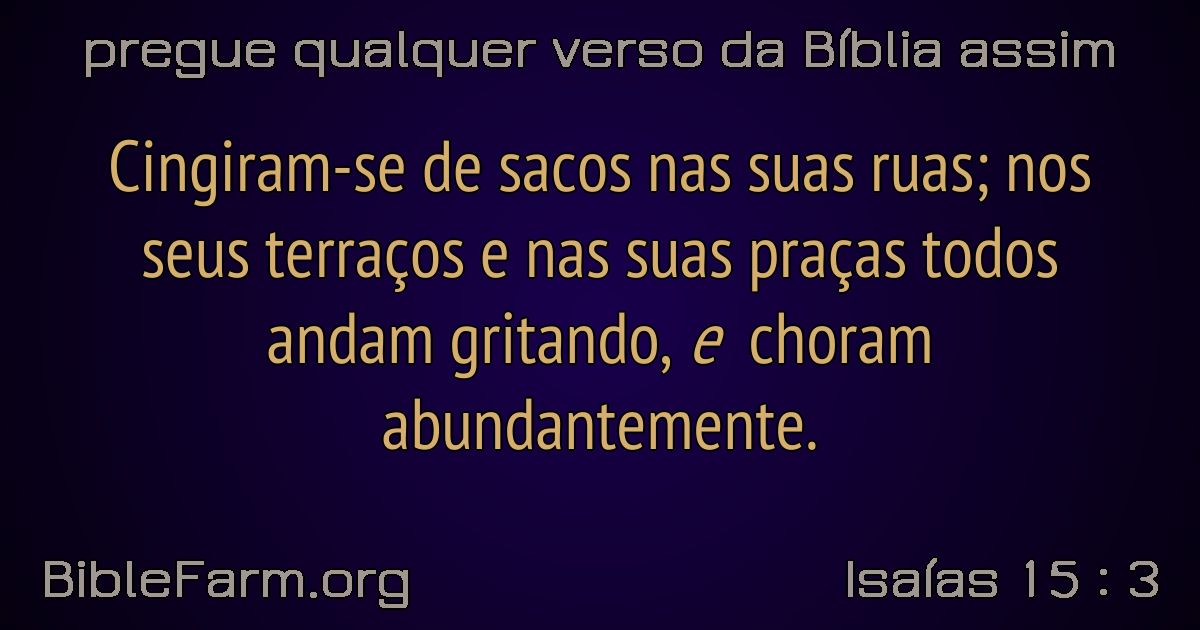 pregue qualquer verso da Bíblia assim
Cingiram-se de sacos nas suas ruas; nos
seus terraços e nas suas praças todos
andam gritando, e choram
abundantemente.
BibleFarm.org
Isaías 15 : 3